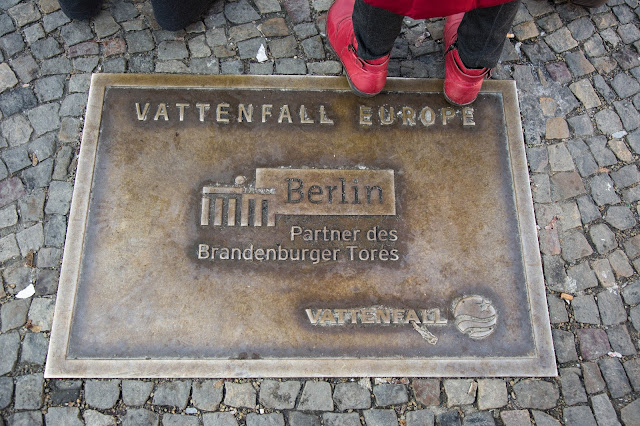 VATTENFALL EUROPE
Berlin
Partner des
Brandenburger Tores
VATTENFALL